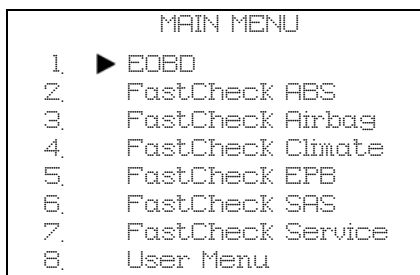 MAIN MENU
1. ▶ EOBD
2. FastCheck ABS
3. FastCheck Airbag
4. FastCheck Climate
5. FastCheck EPB
6. FastCheck SAS
7. FastCheck Service
8. User Menu